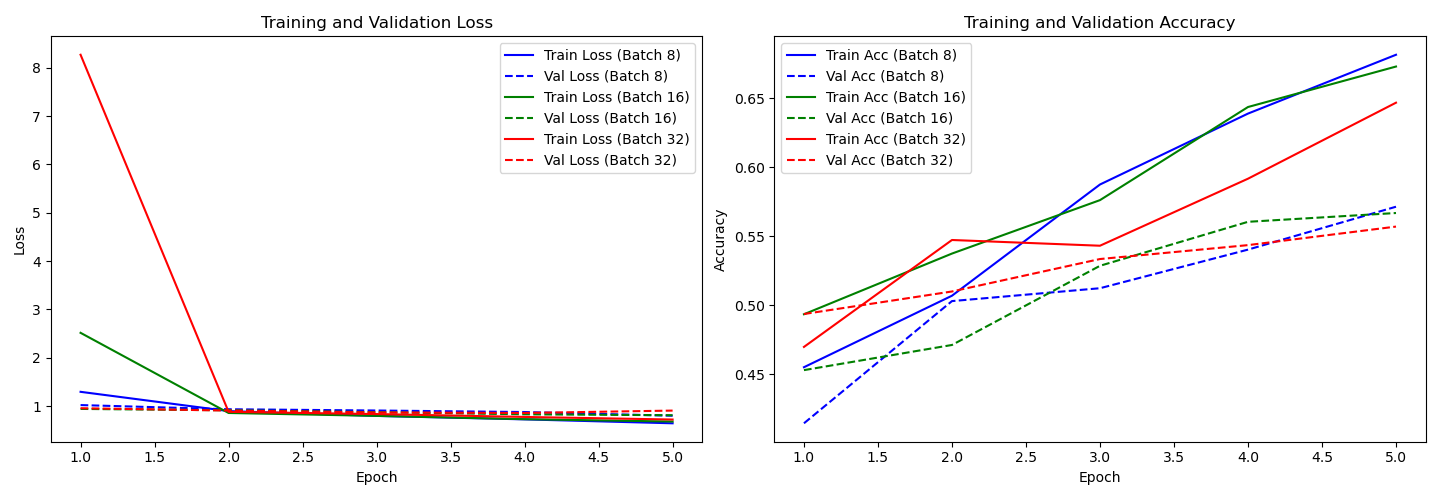 Training and Validation Loss
Loss
8
7
6
5
4
3
2
1
Train Loss (Batch 8)
Val Loss (Batch 8)
Train Loss (Batch 16)
Val Loss (Batch 16)
Train Loss (Batch 32)
Val Loss (Batch 32)
1.0 1.5 2.0 2.5 3.0 3.5 4.0 4.5 5.0
Epoch
Training and Validation Accuracy
Accuracy
0.65
0.60
0.55
0.50
0.45
Train Acc (Batch 8)
Val Acc (Batch 8)
Train Acc (Batch 16)
Val Acc (Batch 16)
Train Acc (Batch 32)
Val Acc (Batch 32)
1.0 1.5 2.0 2.5 3.0 3.5 4.0 4.5 5.0
Epoch